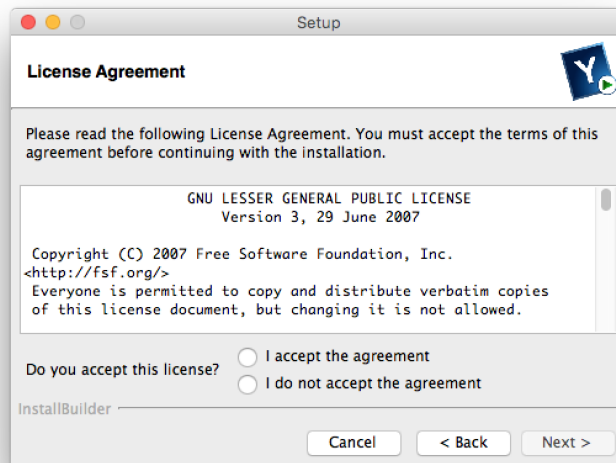 Setup
License Agreement
Y
Please read the following License Agreement. You must accept the terms of this
agreement before continuing with the installation.
GNU LESSER GENERAL PUBLIC LICENSE
Version 3, 29 June 2007
Copyright (C) 2007 Free Software Foundation, Inc.
<http://fsf.org/>
Everyone is permitted to copy and distribute verbatim copies
of this license document, but changing it is not allowed.
Do you accept this license?
I accept the agreement
I do not accept the agreement
InstallBuilder
Cancel
< Back
Next >